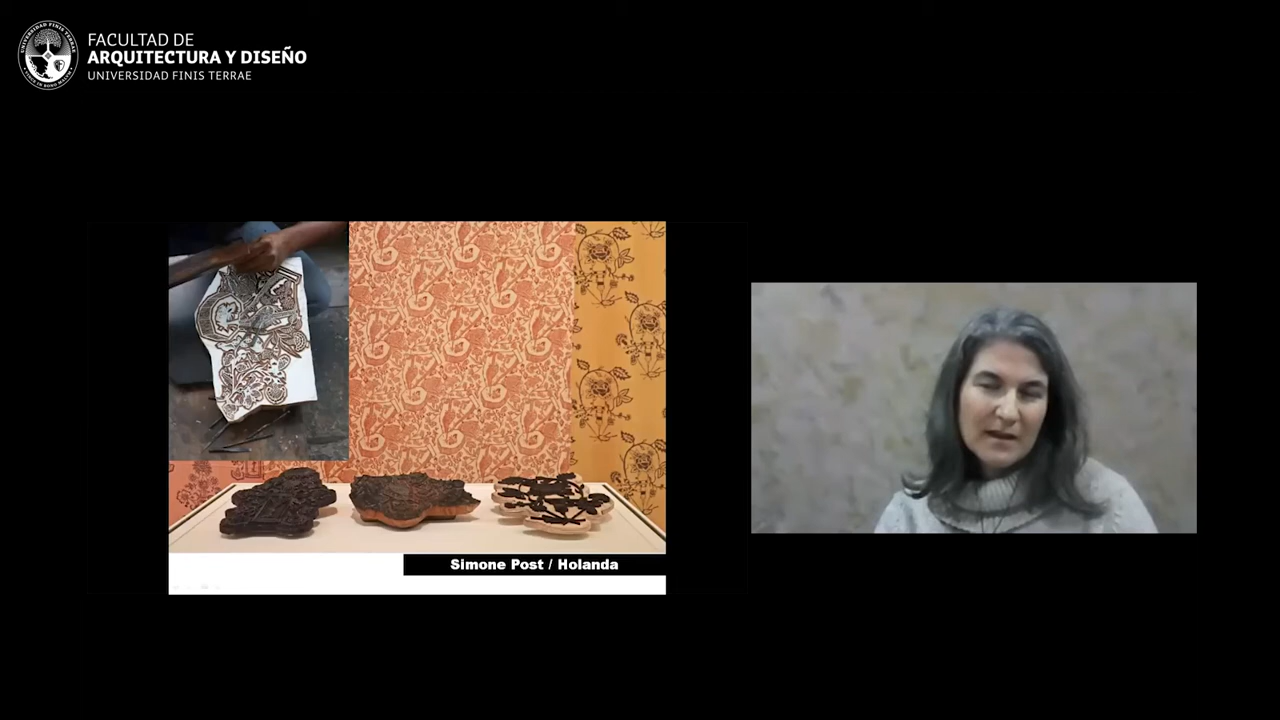 FACULTAD DE
ARQUITECTURA Y DISEÑO
UNIVERSIDAD FINIS TERRAE
Simone Post / Holanda